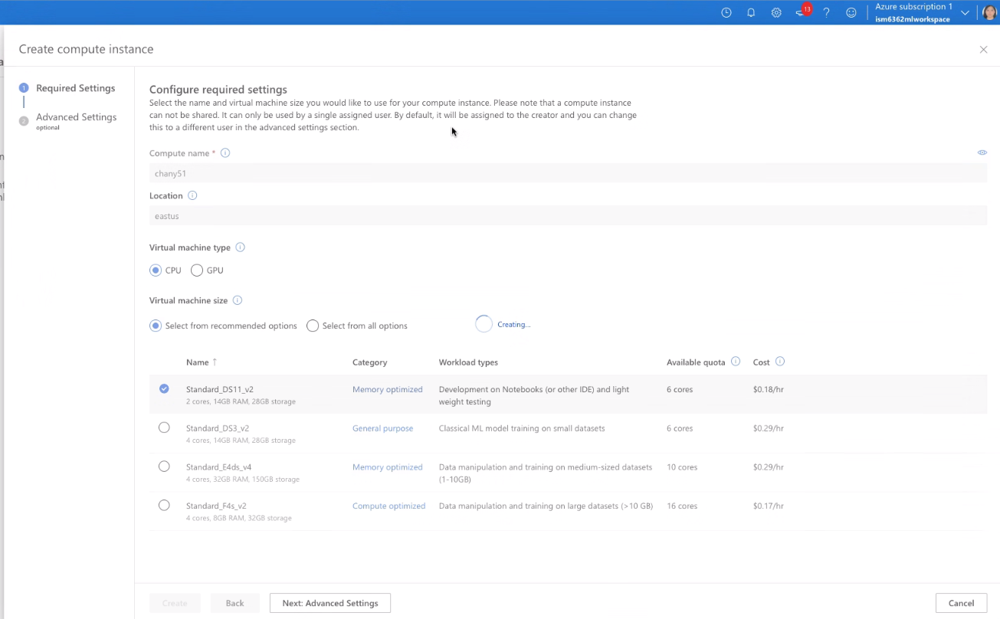 13
Azure subscription 1
ism6362mlworkspace
Create compute instance
1 Required Settings
2 Advanced Settings
optional
Configure required settings
Select the name and virtual machine size you would like to use for your compute instance. Please note that a compute instance
can not be shared. It can only be used by a single assigned user. By default, it will be assigned to the creator and you can change
this to a different user in the advanced settings section.
Compute name *
chany51
Location
eastus
Virtual machine type
CPU GPU
Virtual machine size
Select from recommended options Select from all options Creating...
Name ↑ Category Workload types Available quota Cost
Standard_DS11_v2 Memory optimized Development on Notebooks (or other IDE) and light 6 cores $0.18/hr
2 cores, 14GB RAM, 28GB storage weight testing
Standard_DS3_v2 General purpose Classical ML model training on small datasets 6 cores $0.29/hr
4 cores, 14GB RAM, 28GB storage
Standard_E4ds_v4 Memory optimized Data manipulation and training on medium-sized datasets 10 cores $0.29/hr
4 cores, 32GB RAM, 150GB storage (1-10GB)
Standard_F4s_v2 Compute optimized Data manipulation and training on large datasets (>10 GB) 16 cores $0.17/hr
4 cores, 8GB RAM, 32GB storage
Create Back Next: Advanced Settings Cancel